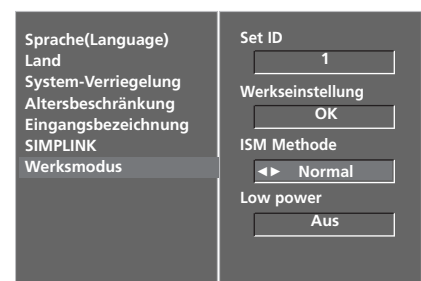 Sprache(Language)
Land
System-Verriegelung
Altersbeschränkung
Eingangsbezeichnung
SIMPLINK
Werksmodus
Set ID
1
Werkseinstellung
OK
ISM Methode
◄► Normal
Low power
Aus